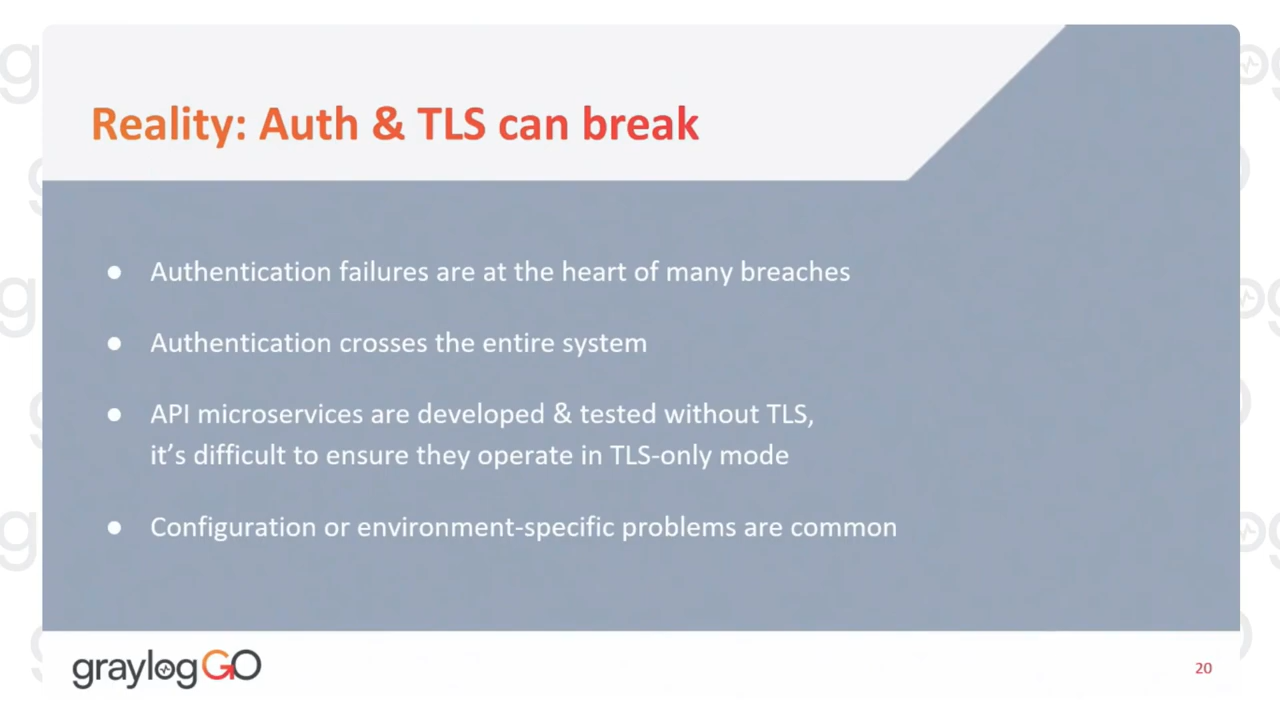 Reality: Auth & TLS can break
● Authentication failures are at the heart of many breaches
● Authentication crosses the entire system
● API microservices are developed & tested without TLS,
it’s difficult to ensure they operate in TLS-only mode
● Configuration or environment-specific problems are common
graylogGO
20